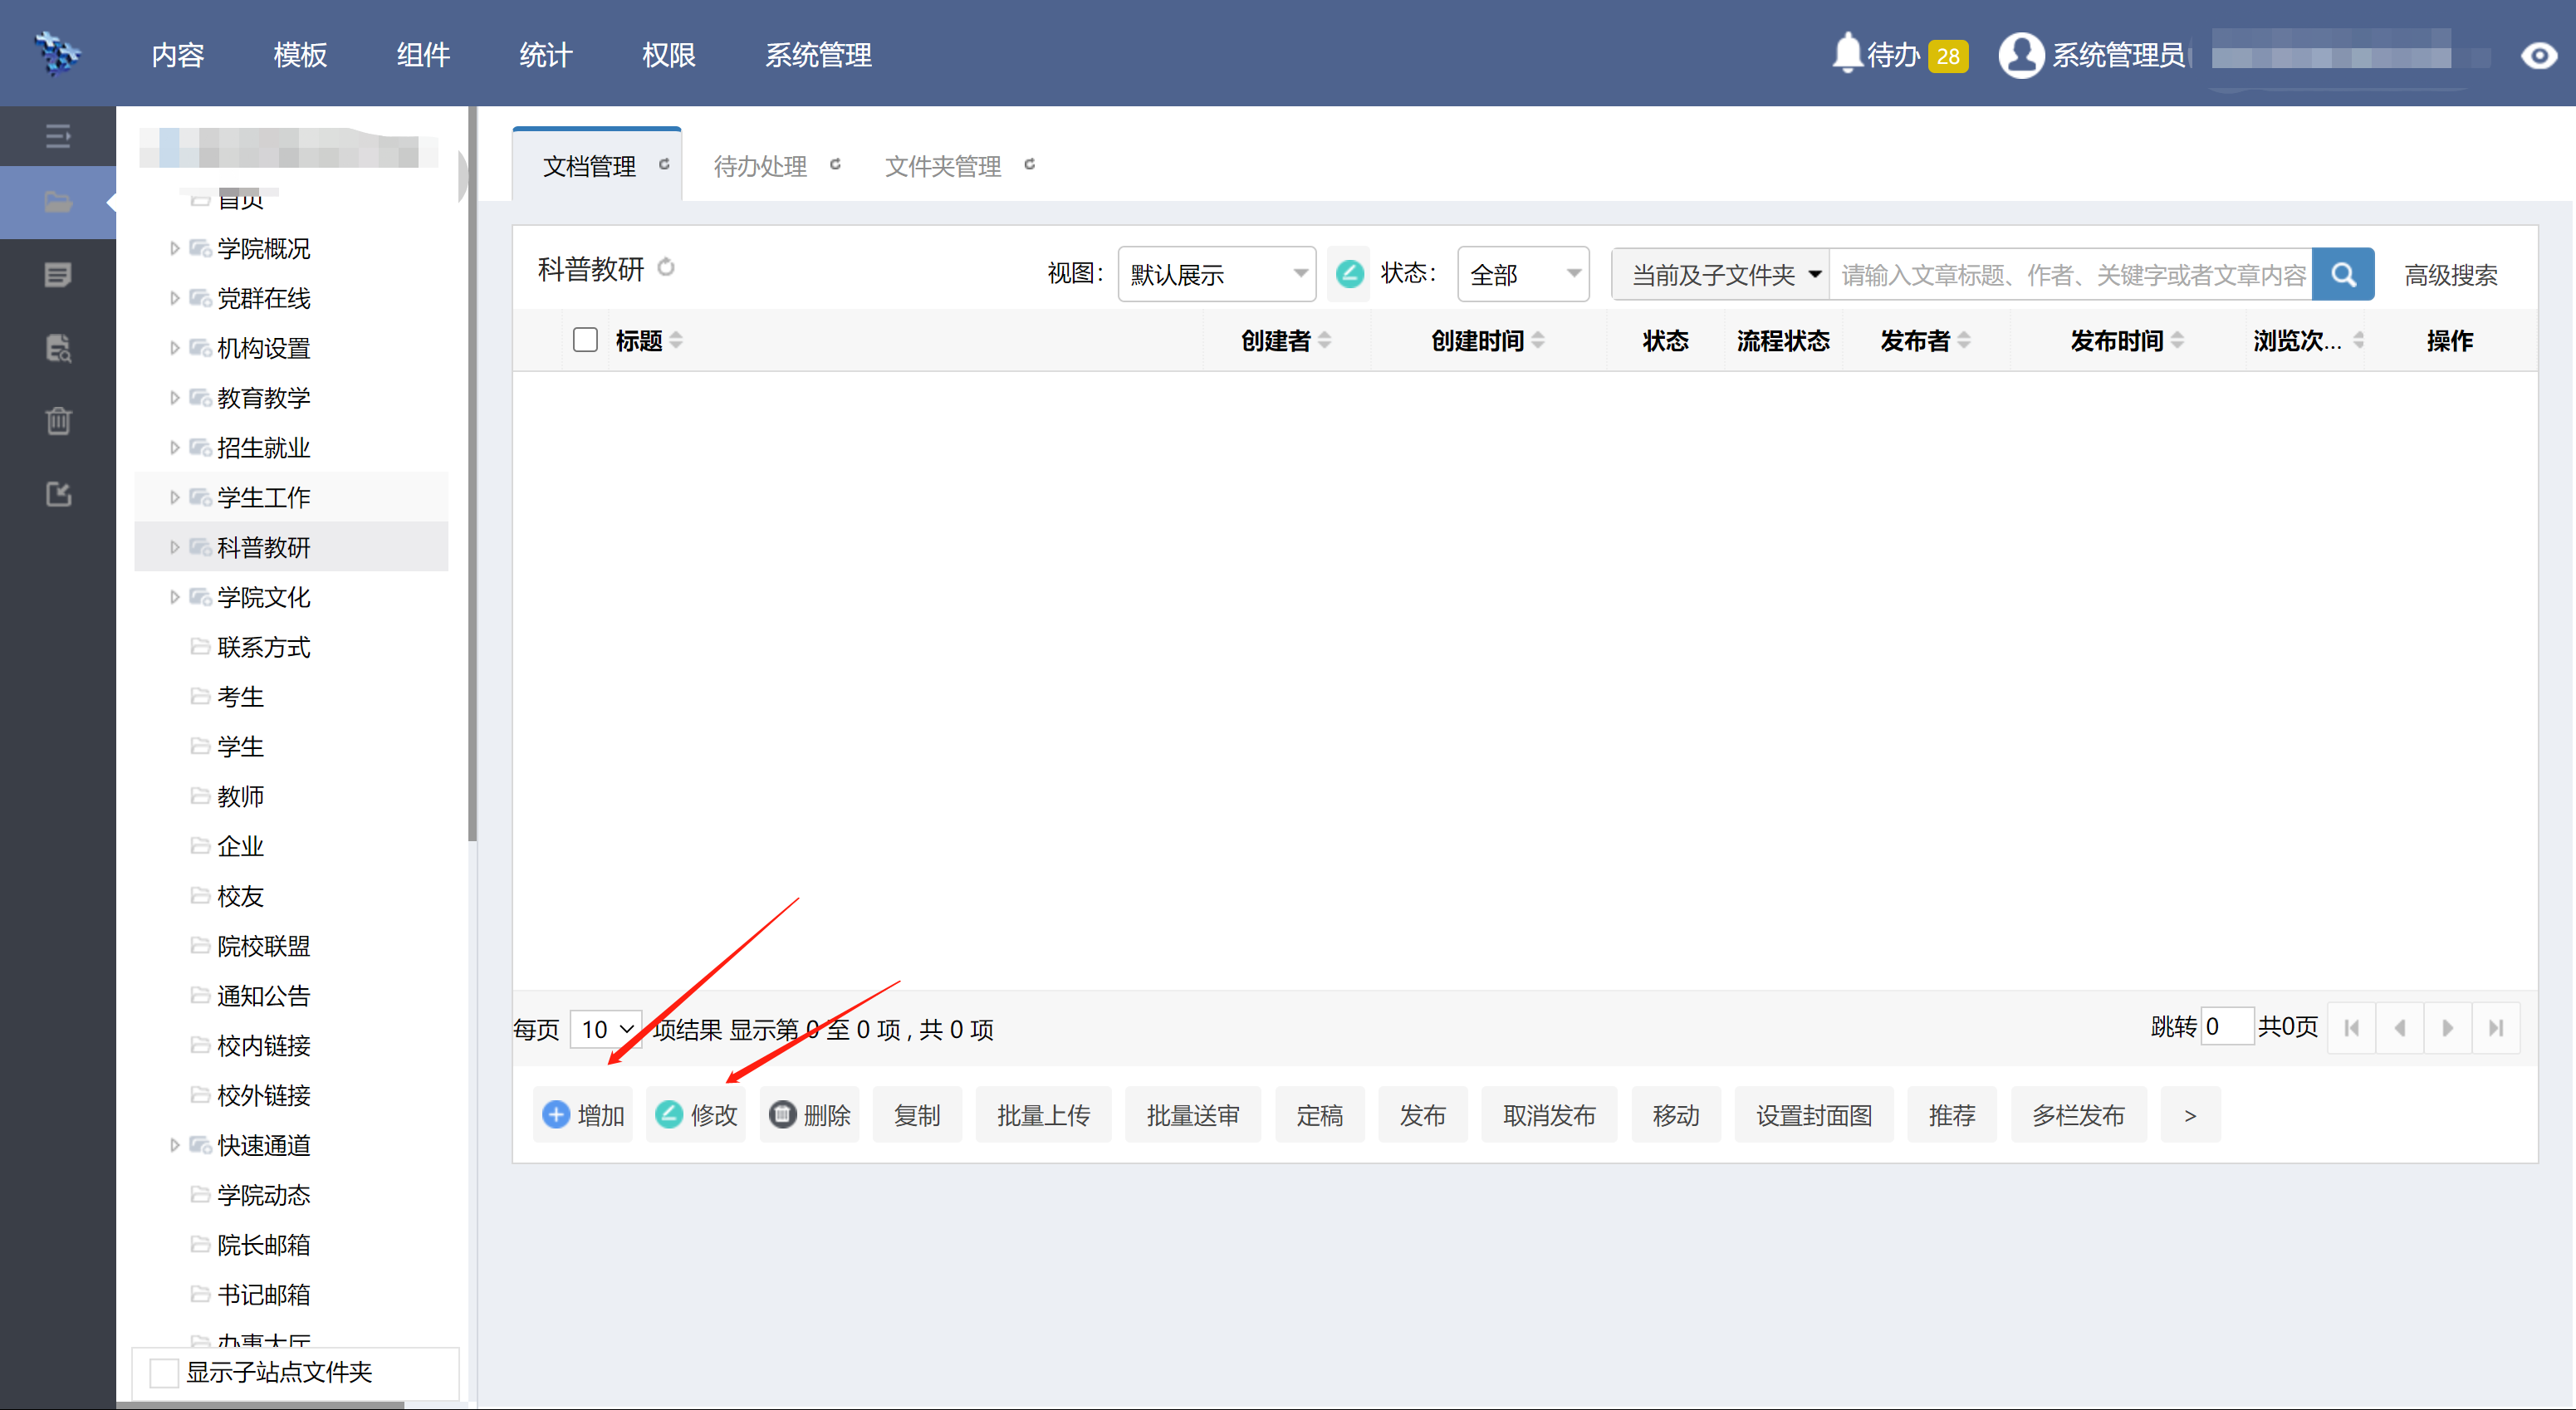 内容 模板 组件 统计 权限 系统管理 待办 28 系统管理员
文档管理 待办处理 文件夹管理
首页
学院概况
党群在线
机构设置
教育教学
招生就业
学生工作
科普教研
学院文化
联系方式
考生
学生
教师
企业
校友
院校联盟
通知公告
校内链接
校外链接
快速通道
学院动态
院长邮箱
书记邮箱
办事大厅
显示子站点文件夹
科普教研 视图: 默认展示 状态: 全部 当前及子文件夹 请输入文章标题、作者、关键字或者文章内容 高级搜索
标题 创建者 创建时间 状态 流程状态 发布者 发布时间 浏览次... 操作
每页 10 项结果 显示第 0 至 0 项 , 共 0 项 跳转 0 共0页
增加 修改 删除 复制 批量上传 批量送审 定稿 发布 取消发布 移动 设置封面图 推荐 多栏发布 >